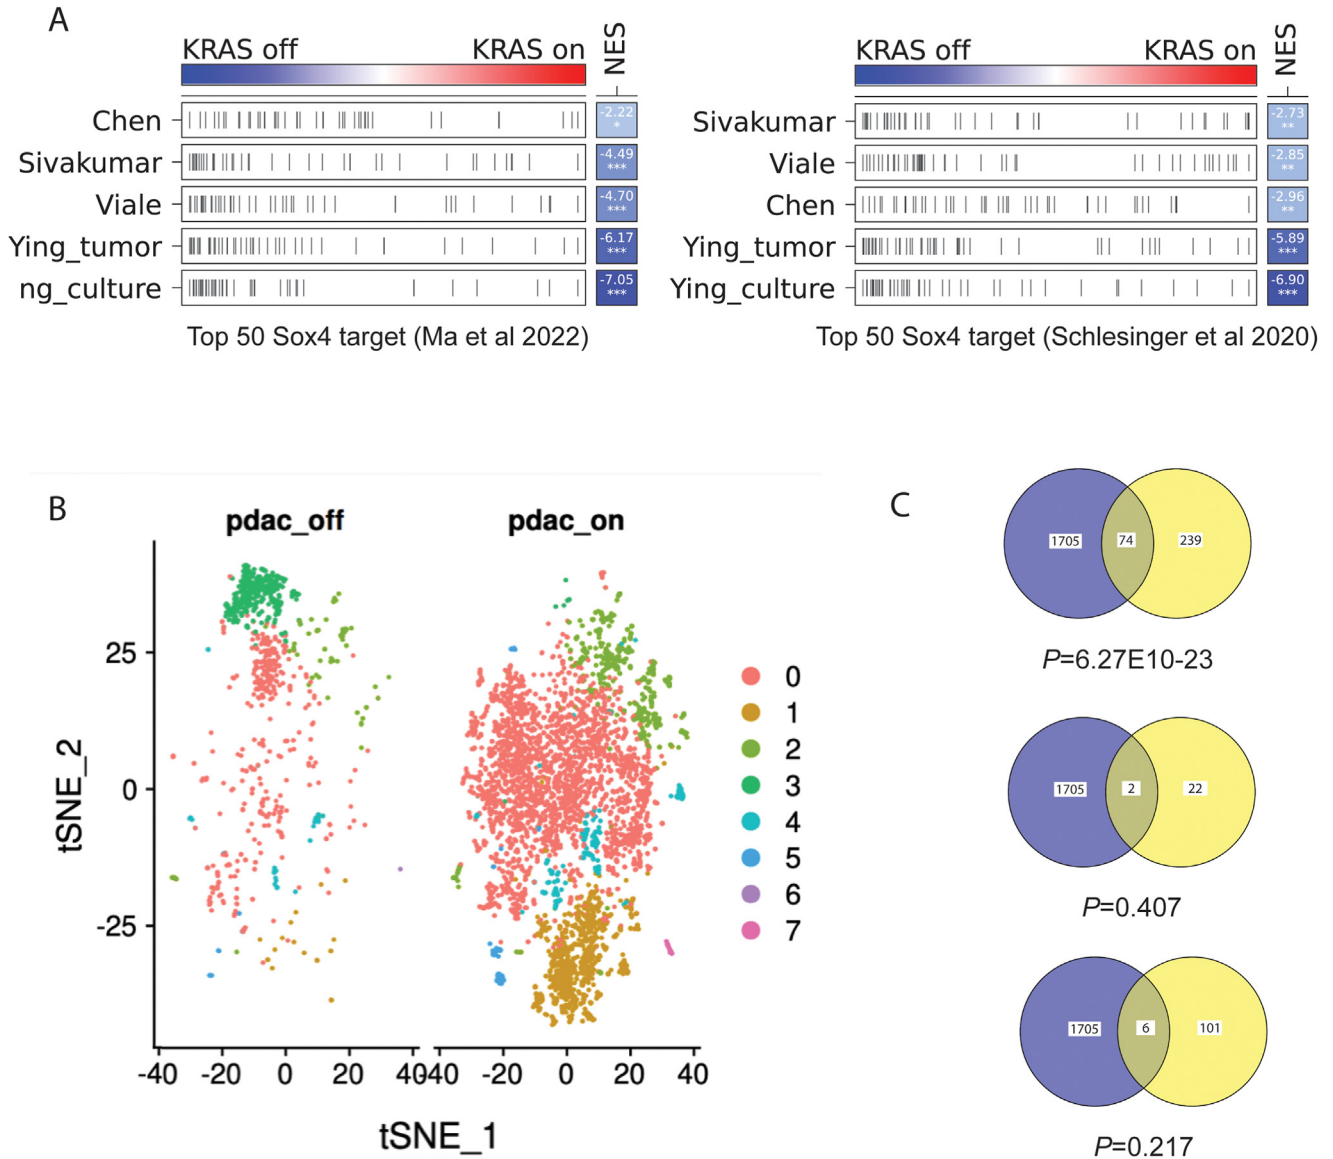 A
KRAS off KRAS on NES
Chen -2.22 *
Sivakumar -4.49 ***
Viale -4.70 ***
Ying_tumor -6.17 ***
ng_culture -7.05 ***
Top 50 Sox4 target (Ma et al 2022)
KRAS off KRAS on NES
Sivakumar -2.73 **
Viale -2.85 **
Chen -2.96 **
Ying_tumor -5.89 ***
Ying_culture -6.90 ***
Top 50 Sox4 target (Schlesinger et al 2020)
B
pdac_off pdac_on
tSNE_2
25
0
-25
-40 -20 0 20 40
-40 -20 0 20 40
tSNE_1
0
1
2
3
4
5
6
7
C
1705 74 239
P=6.27E10-23
1705 2 22
P=0.407
1705 6 101
P=0.217